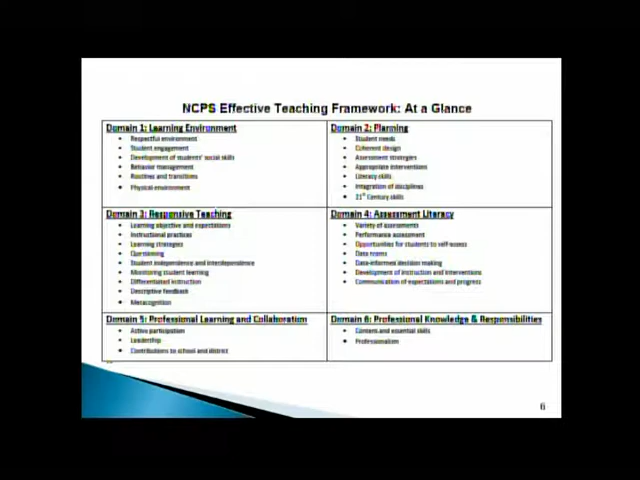 NCPS Effective Teaching Framework: At a Glance
Domain 1: Learning Environment
Respectful environment
Student engagement
Development of students' social skills
Behavior management
Routines and transitions
Physical environment
Domain 2: Planning
Student needs
Coherent design
Assessment strategies
Appropriate interventions
Literacy skills
Integration of disciplines
21st Century skills
Domain 3: Responsive Teaching
Learning objective and expectations
Instructional practices
Learning strategies
Questioning
Student independence and interdependence
Monitoring student learning
Differentiated instruction
Descriptive feedback
Metacognition
Domain 4: Assessment Literacy
Variety of assessments
Performance assessment
Opportunities for students to self-assess
Data teams
Data-informed decision making
Development of instruction and interventions
Communication of expectations and progress
Domain 5: Professional Learning and Collaboration
Active participation
Leadership
Contributions to school and district
Domain 6: Professional Knowledge & Responsibilities
Content and essential skills
Professionalism
6